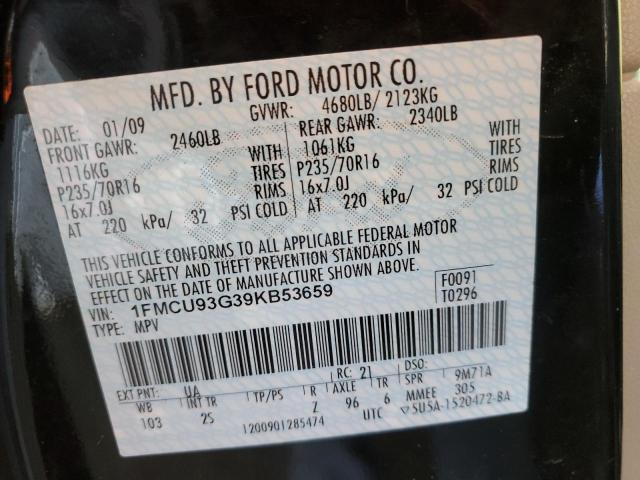 MFD. BY FORD MOTOR CO.
DATE: 01/09 GVWR: 4680LB/ 2123KG
FRONT GAWR: 2460LB REAR GAWR: 2340LB
1116KG WITH 1061KG WITH
P235/70R16 TIRES P235/70R16 TIRES
16x7.0J RIMS 16x7.0J RIMS
AT 220 kPa/ 32 PSI COLD AT 220 kPa/ 32 PSI COLD
THIS VEHICLE CONFORMS TO ALL APPLICABLE FEDERAL MOTOR
VEHICLE SAFETY AND THEFT PREVENTION STANDARDS IN
EFFECT ON THE DATE OF MANUFACTURE SHOWN ABOVE.
VIN: 1FMCU93G39KB53659 F0091
TYPE: MPV T0296
EXT PNT: UA RC: 21 DSO:
WB INT TR TP/PS R AXLE TR SPR 9M71A
103 2S Z 96 6 MMEE 305
1200901285474 UTC ▽5U5A-1520472-BA